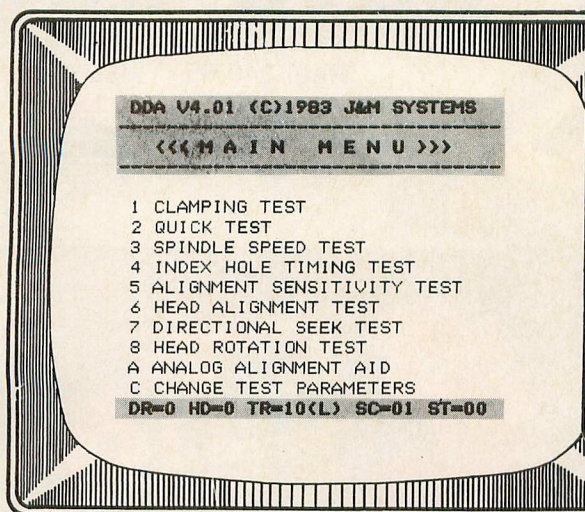 DDA V4.01 (C)1983 J&M SYSTEMS
<<<MAIN MENU>>>
1 CLAMPING TEST
2 QUICK TEST
3 SPINDLE SPEED TEST
4 INDEX HOLE TIMING TEST
5 ALIGNMENT SENSITIVITY TEST
6 HEAD ALIGNMENT TEST
7 DIRECTIONAL SEEK TEST
8 HEAD ROTATION TEST
A ANALOG ALIGNMENT AID
C CHANGE TEST PARAMETERS
DR=0 HD=0 TR=10(L) SC=01 ST=00